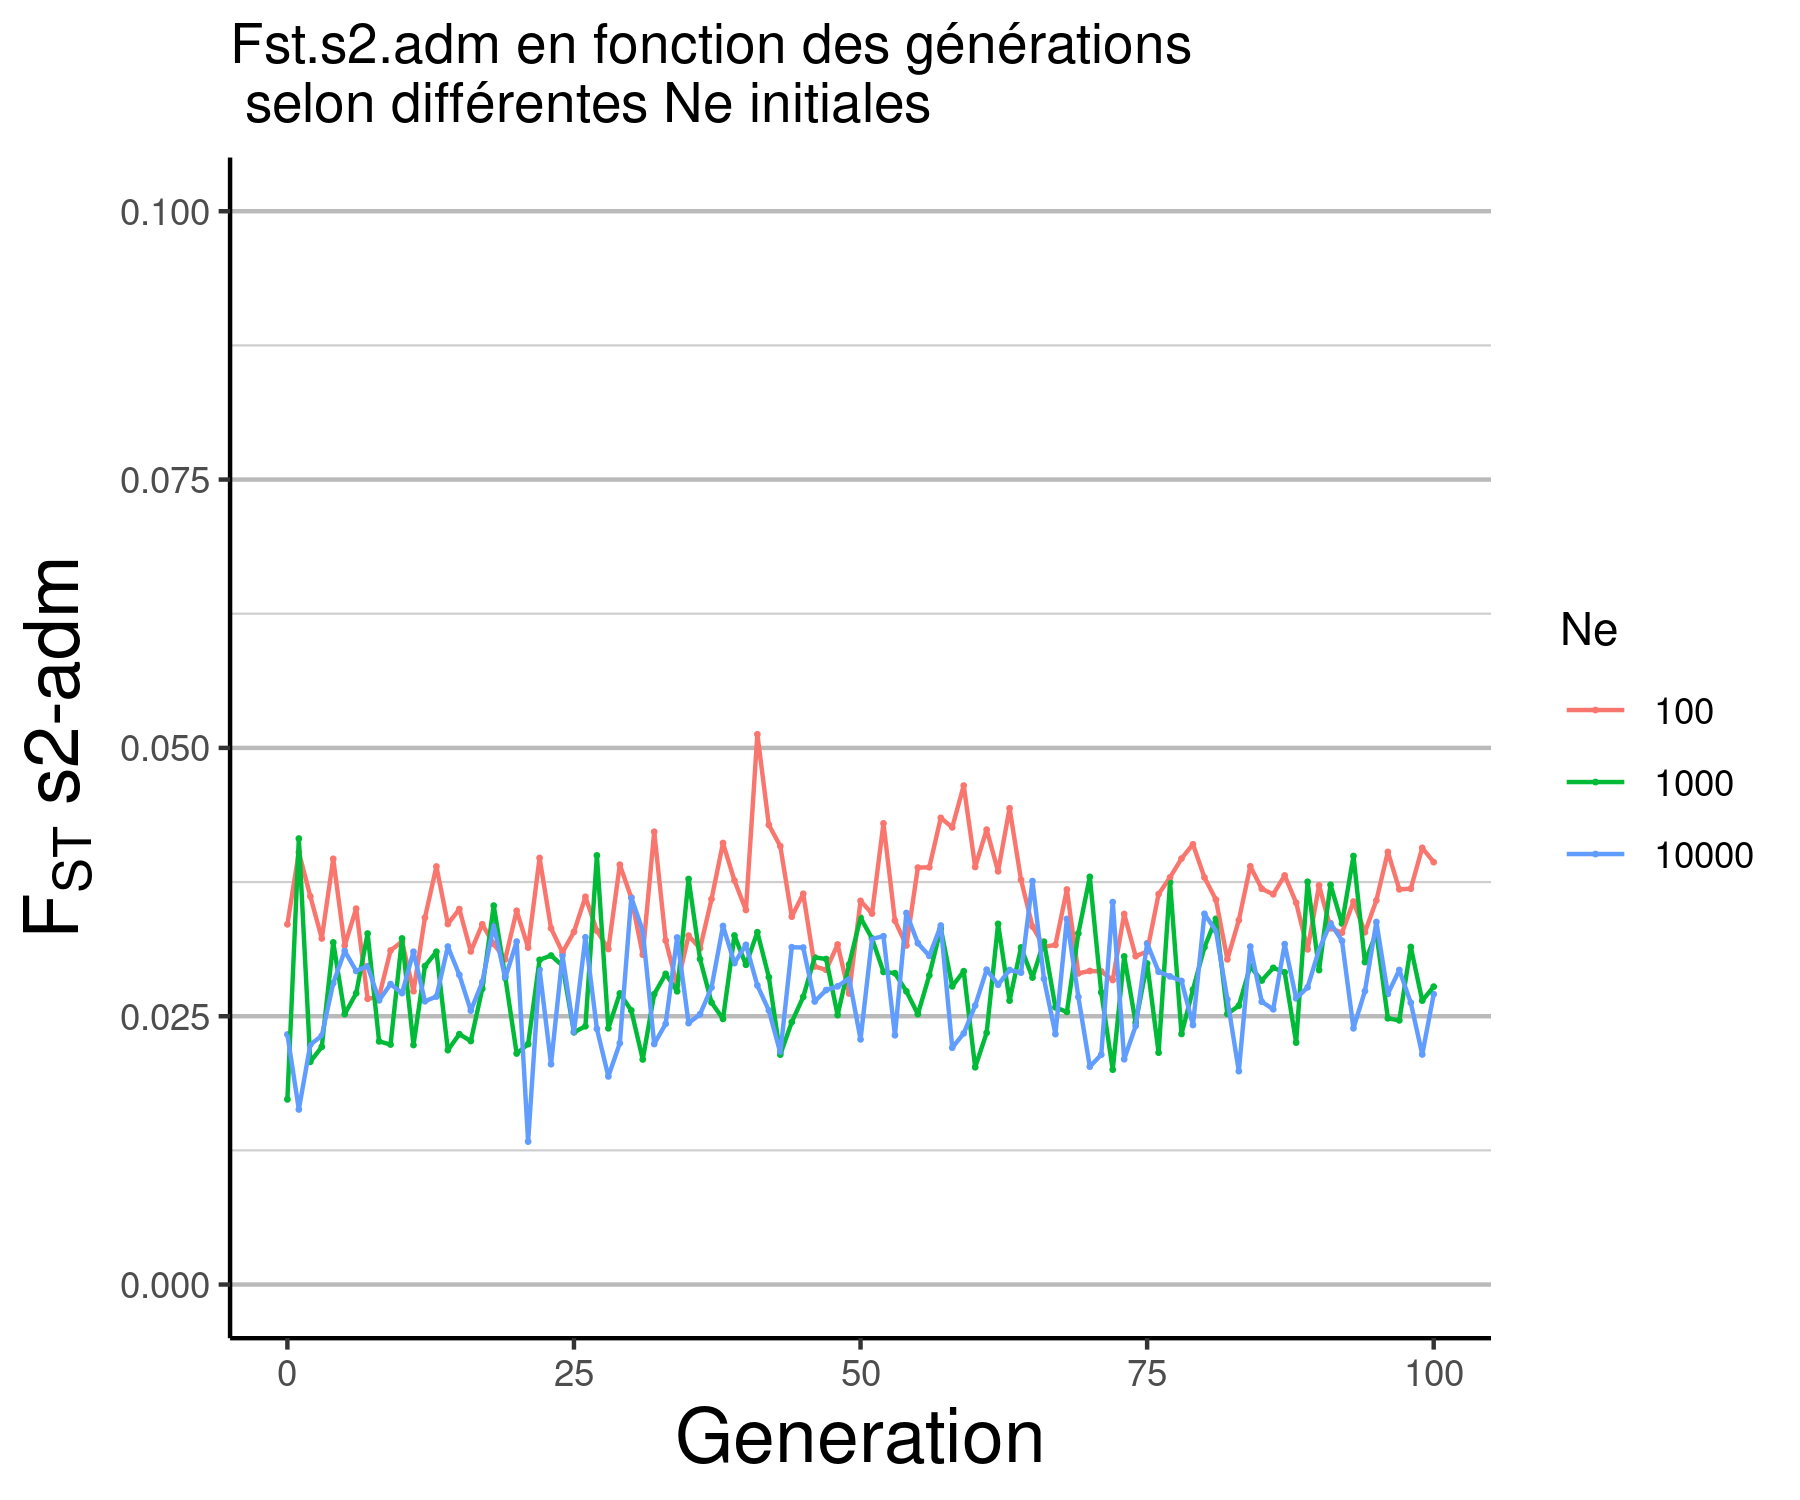 Fst.s2.adm en fonction des générations
selon différentes Ne initiales
0.100
0.075
0.050
0.025
0.000
FST s2-adm
0 25 50 75 100
Generation
Ne
100
1000
10000